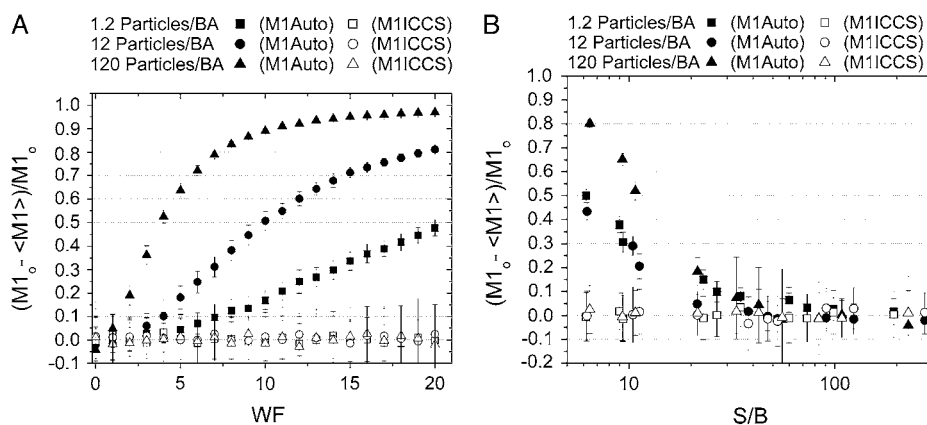 A
1.2 Particles/BA ■ (M1Auto) □ (M1ICCS)
12 Particles/BA ● (M1Auto) ○ (M1ICCS)
120 Particles/BA ▲ (M1Auto) △ (M1ICCS)
(M1o- <M1>)/M1o
1.0
0.9
0.8
0.7
0.6
0.5
0.4
0.3
0.2
0.1
0.0
-0.1
0 5 10 15 20
WF
B
1.2 Particles/BA ■ (M1Auto) □ (M1ICCS)
12 Particles/BA ● (M1Auto) ○ (M1ICCS)
120 Particles/BA ▲ (M1Auto) △ (M1ICCS)
(M1o- <M1>)/M1o
1.0
0.9
0.8
0.7
0.6
0.5
0.4
0.3
0.2
0.1
0.0
-0.1
-0.2
10 100
S/B